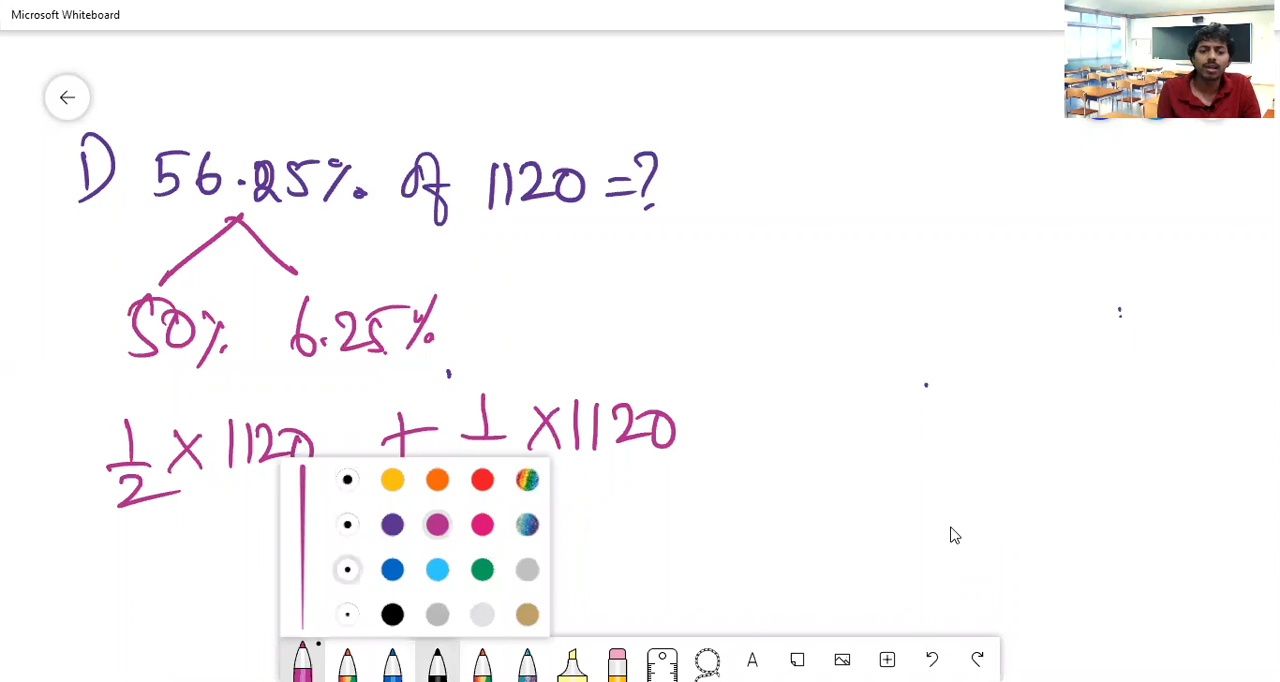 Microsoft Whiteboard
1) 56.25% of 1120 =?
50% 6.25%
1/2 × 1120 + 1 × 1120
A